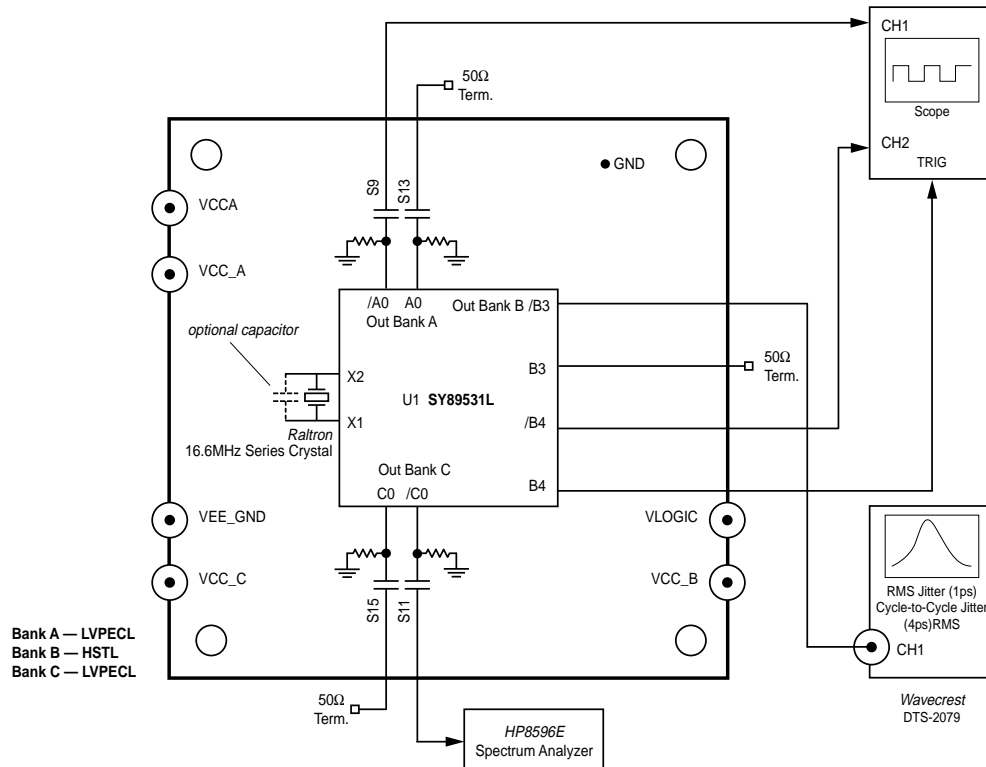 CH1
Scope
CH2
TRIG
50Ω
Term.
GND
S9
S13
VCCA
VCC_A
/A0 A0
Out Bank A
Out Bank B /B3
optional capacitor
X2
X1
B3
50Ω
Term.
U1 SY89531L
/B4
Raltron
16.6MHz Series Crystal
Out Bank C
C0 /C0
B4
VEE_GND
VCC_C
VLOGIC
VCC_B
S15
S11
RMS Jitter (1ps)
Cycle-to-Cycle Jitter
(4ps)RMS
CH1
Bank A — LVPECL
Bank B — HSTL
Bank C — LVPECL
50Ω
Term.
HP8596E
Spectrum Analyzer
Wavecrest
DTS-2079